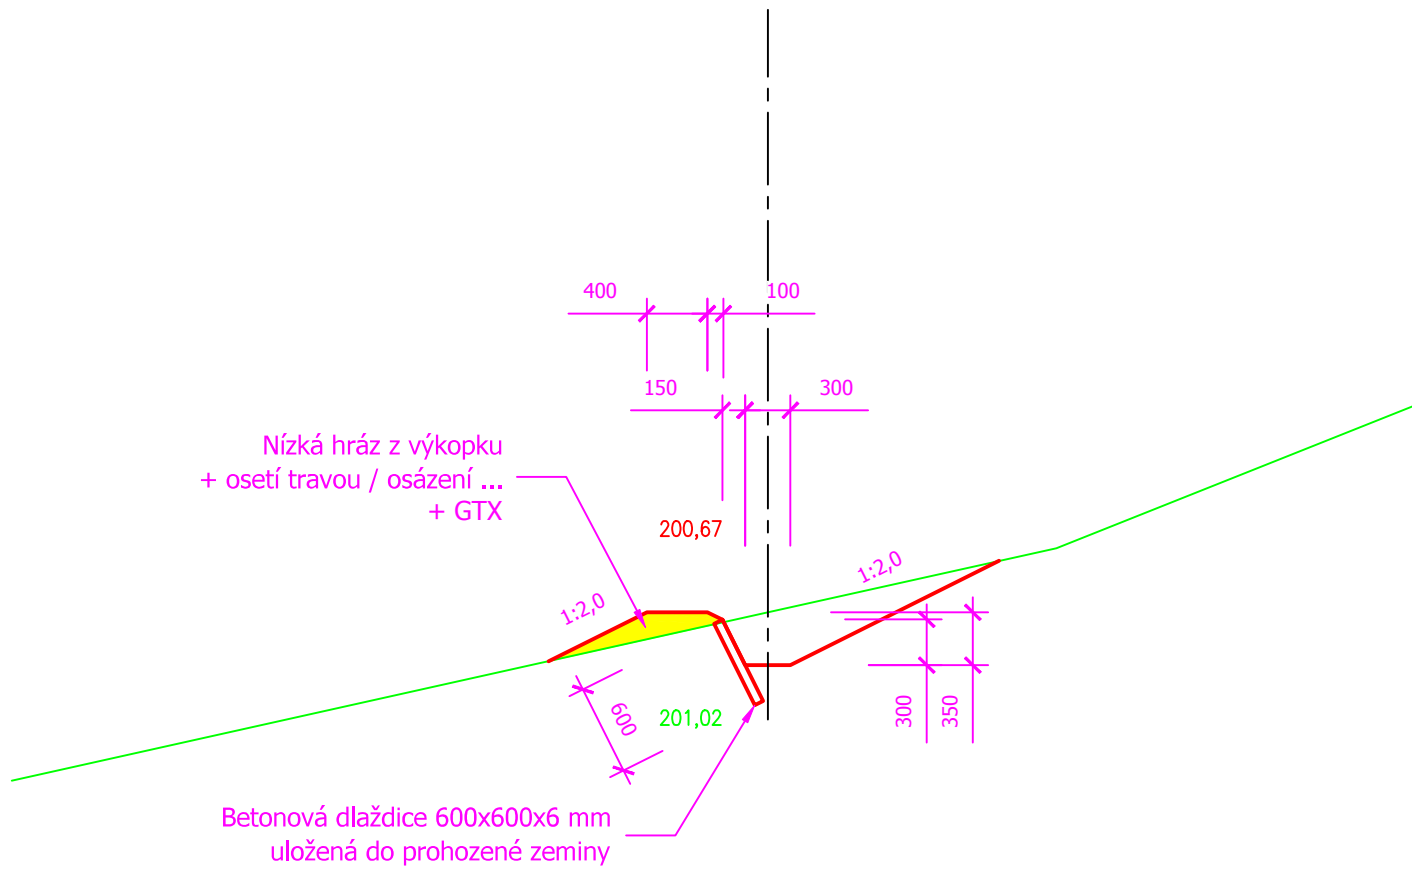 400
100
150
300
Nízká hráz z výkopku
+ osetí travou / osázení ...
+ GTX
200,67
1:2,0
1:2,0
600
201,02
300
350
Betonová dlaždice 600x600x6 mm
uložená do prohozené zeminy